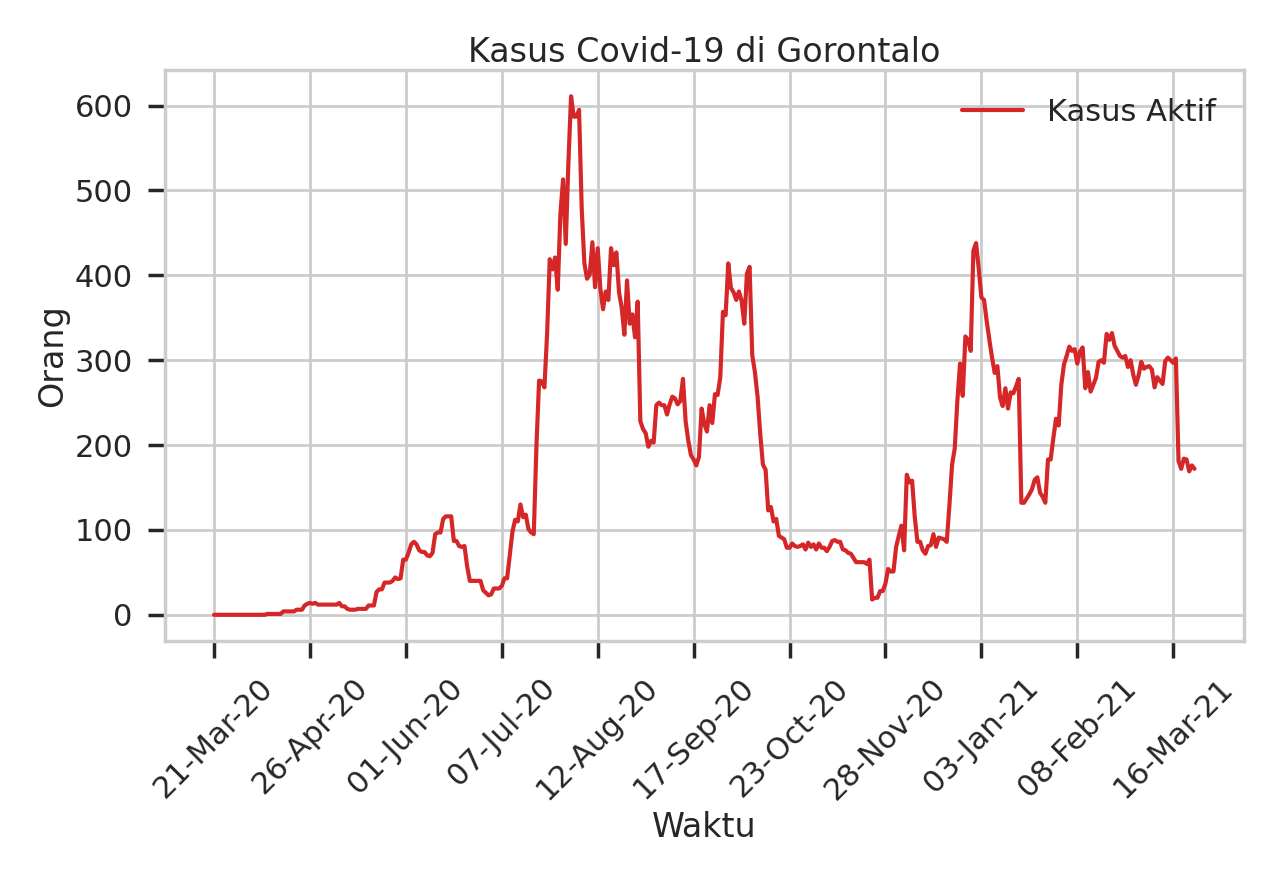 Kasus Covid-19 di Gorontalo
Kasus Aktif
Orang
600
500
400
300
200
100
0
21-Mar-20
26-Apr-20
01-Jun-20
07-Jul-20
12-Aug-20
17-Sep-20
23-Oct-20
28-Nov-20
03-Jan-21
08-Feb-21
16-Mar-21
Waktu